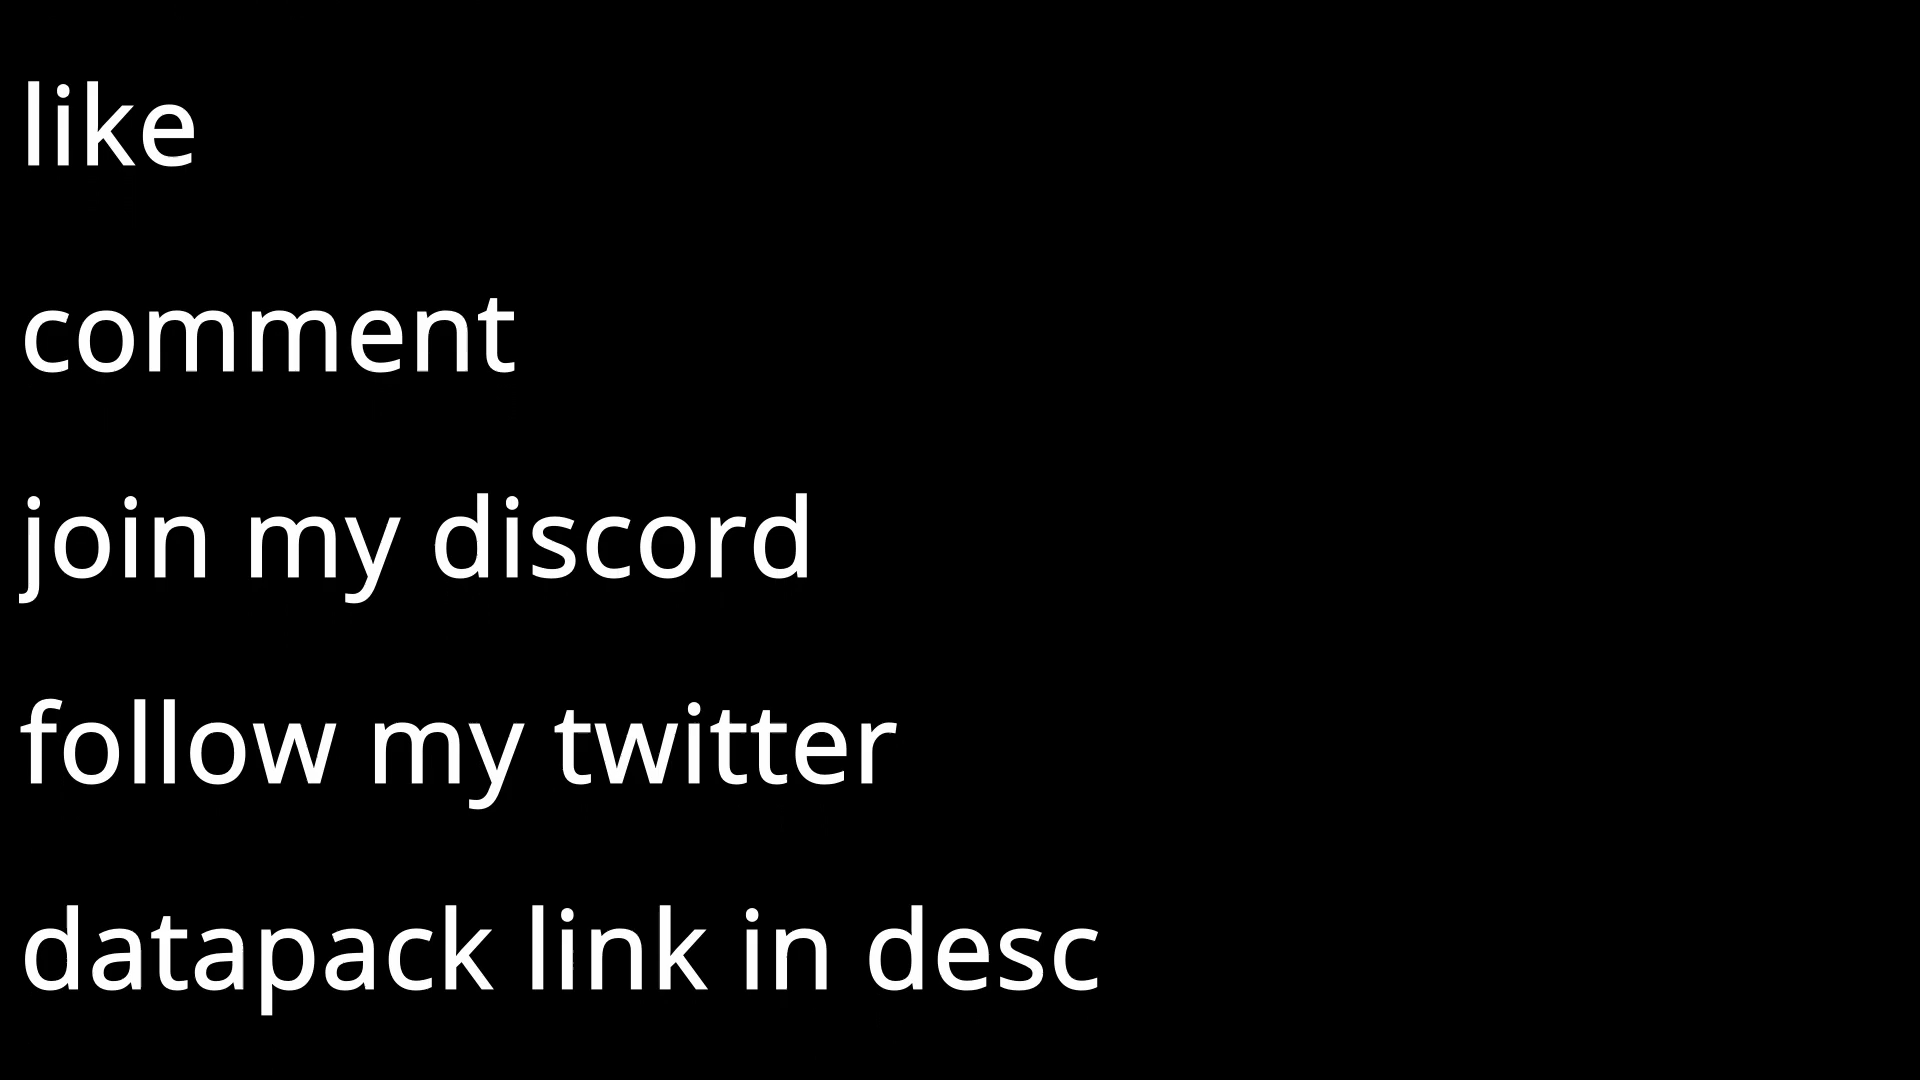 like
comment
join my discord
follow my twitter
datapack link in desc